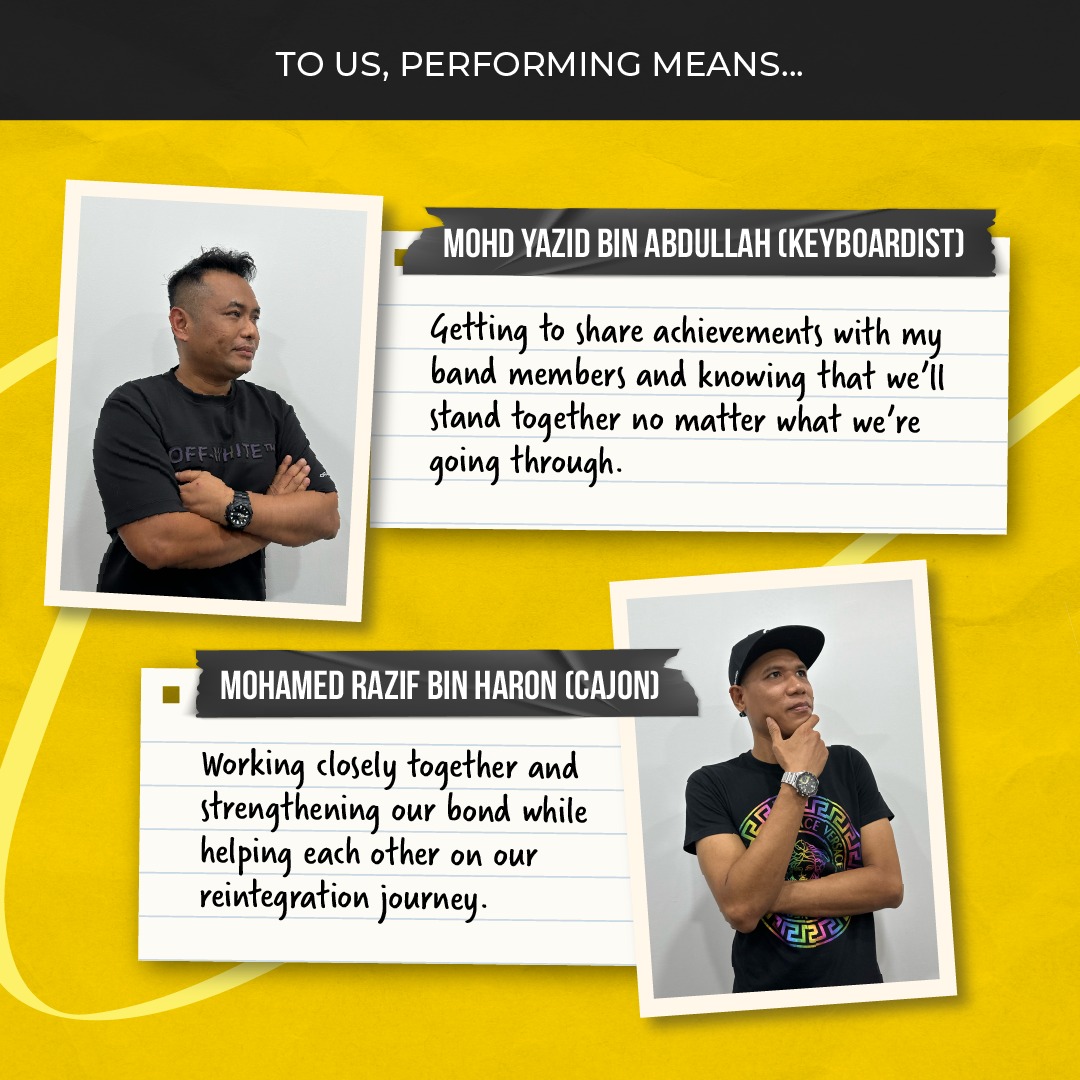 TO US, PERFORMING MEANS...
MOHD YAZID BIN ABDULLAH (KEYBOARDIST)
Getting to share achievements with my
band members and knowing that we'll
stand together no matter what we're
going through.
OFF-WHITE™
MOHAMED RAZIF BIN HARON (CAJON)
Working closely together and
strengthening our bond while
helping each other on our
reintegration journey.